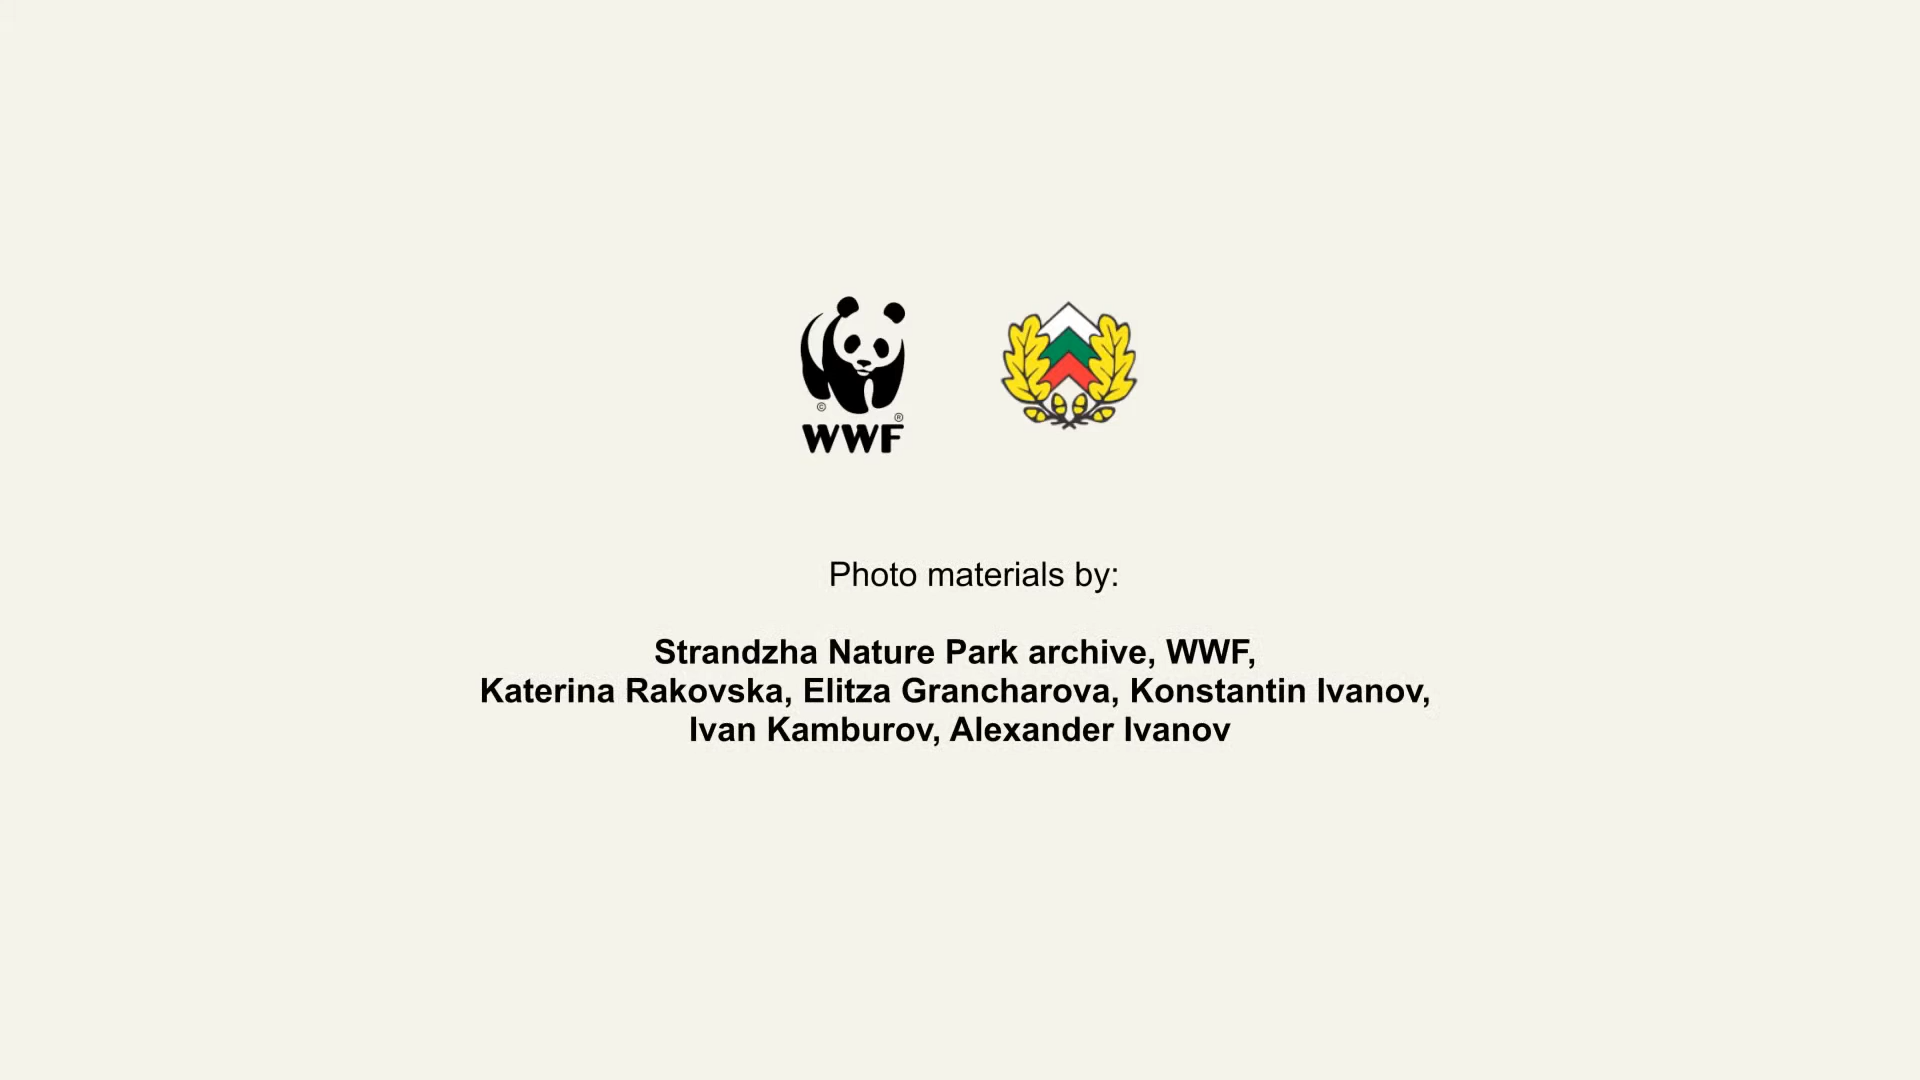 © ®
WWF
Photo materials by:
Strandzha Nature Park archive, WWF,
Katerina Rakovska, Elitza Grancharova, Konstantin Ivanov,
Ivan Kamburov, Alexander Ivanov